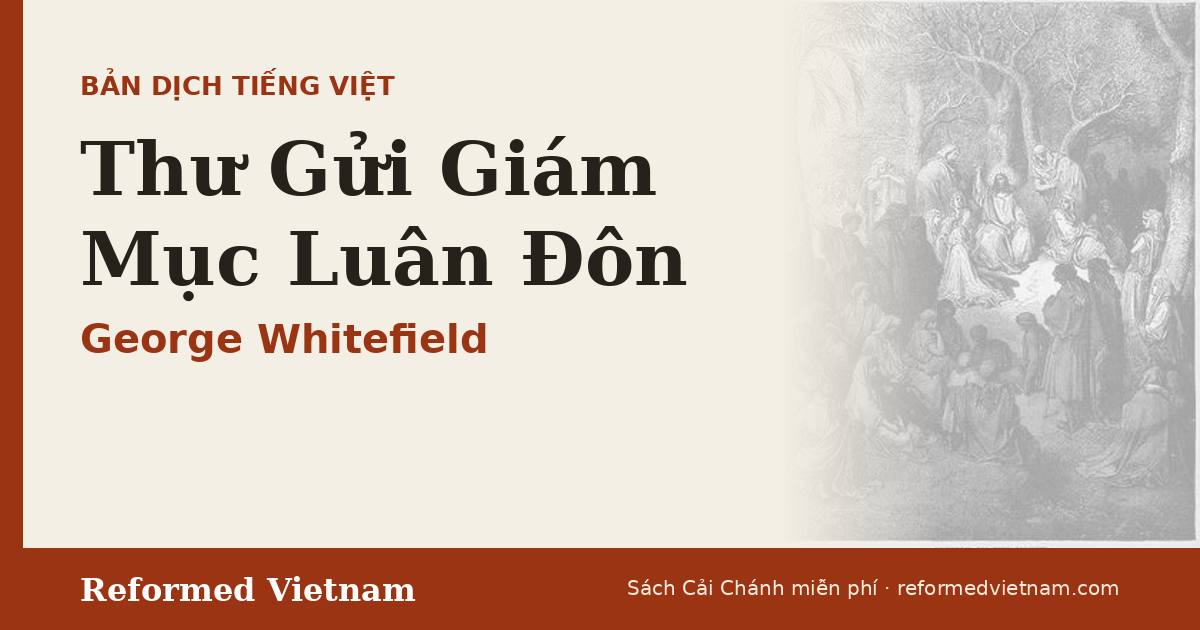 BẢN DỊCH TIẾNG VIỆT
Thư Gửi Giám
Mục Luân Đôn
George Whitefield
Reformed Vietnam
Sách Cải Chánh miễn phí · reformedvietnam.com